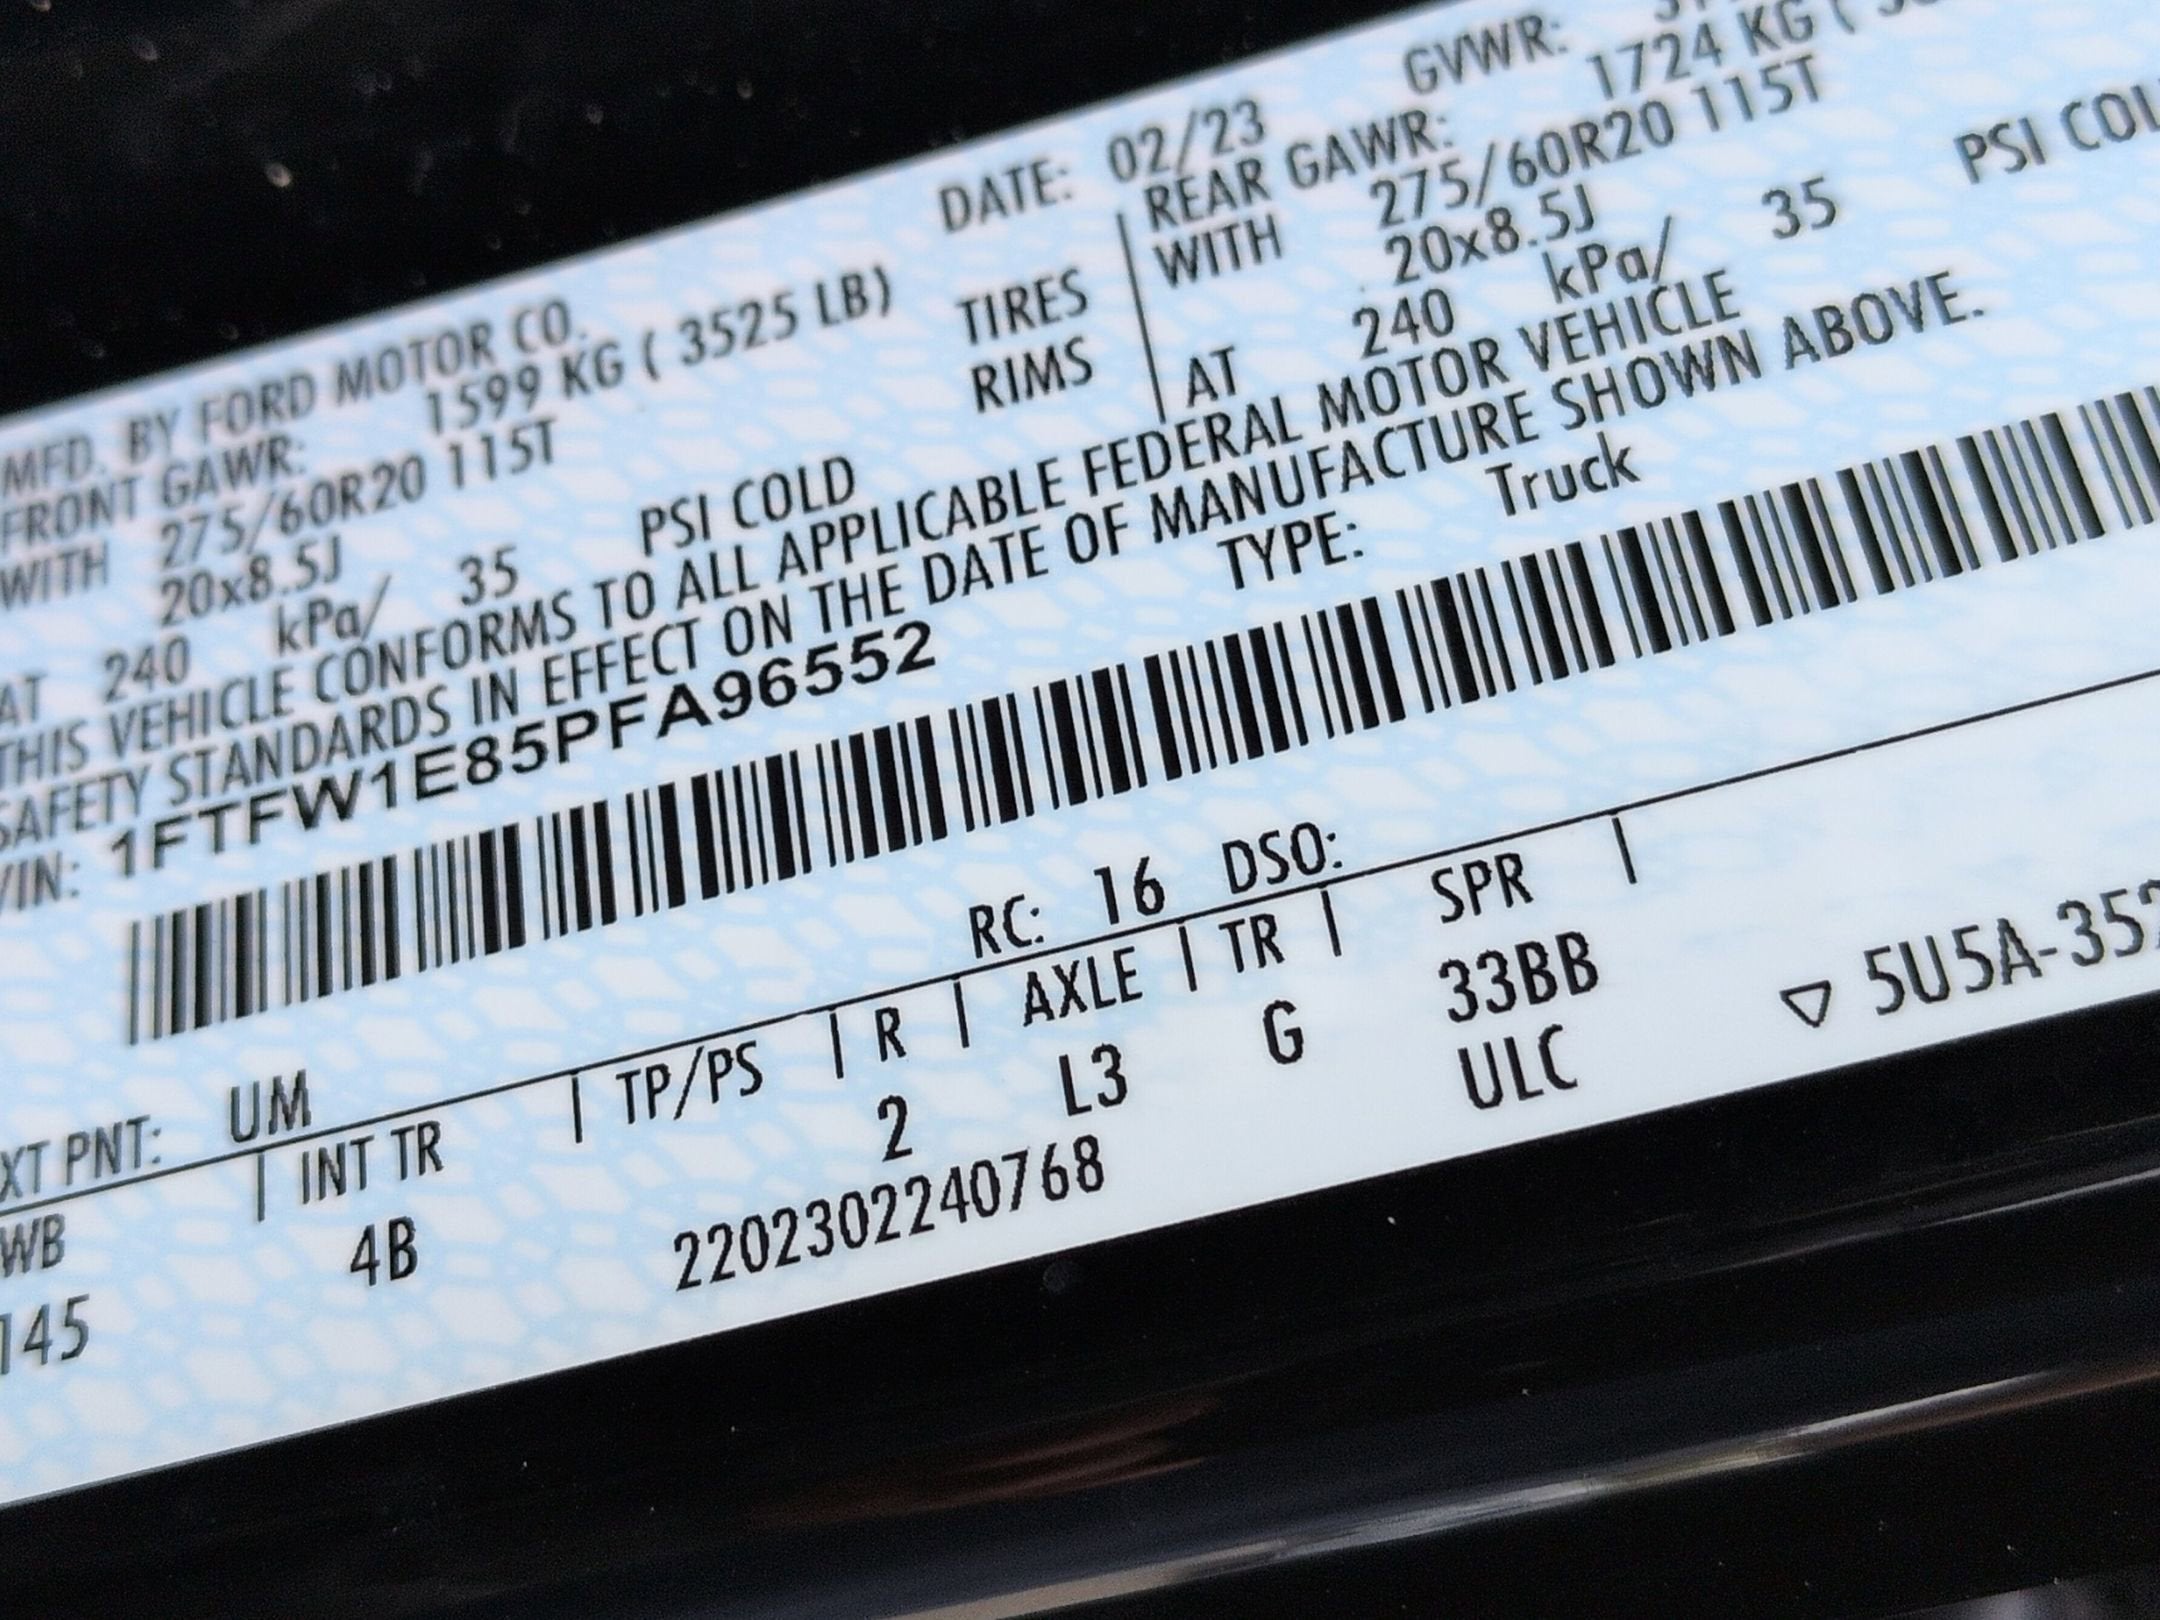 MFD. BY FORD MOTOR CO. DATE: 02/23 GVWR:
FRONT GAWR: 1599 KG ( 3525 LB) REAR GAWR: 1724 KG (
WITH 275/60R20 115T TIRES WITH 275/60R20 115T
20x8.5J RIMS 20x8.5J
AT 240 kPa/ 35 PSI COLD AT 240 kPa/ 35 PSI COL
THIS VEHICLE CONFORMS TO ALL APPLICABLE FEDERAL MOTOR VEHICLE
SAFETY STANDARDS IN EFFECT ON THE DATE OF MANUFACTURE SHOWN ABOVE.
VIN: 1FTFW1E85PFA96552 TYPE: Truck
XT PNT: UM RC: 16 DSO:
WB | INT TR | TP/PS | R | AXLE | TR | SPR |
145 4B 2 L3 G 33BB
2202302240768 ULC ▽ 5U5A-352